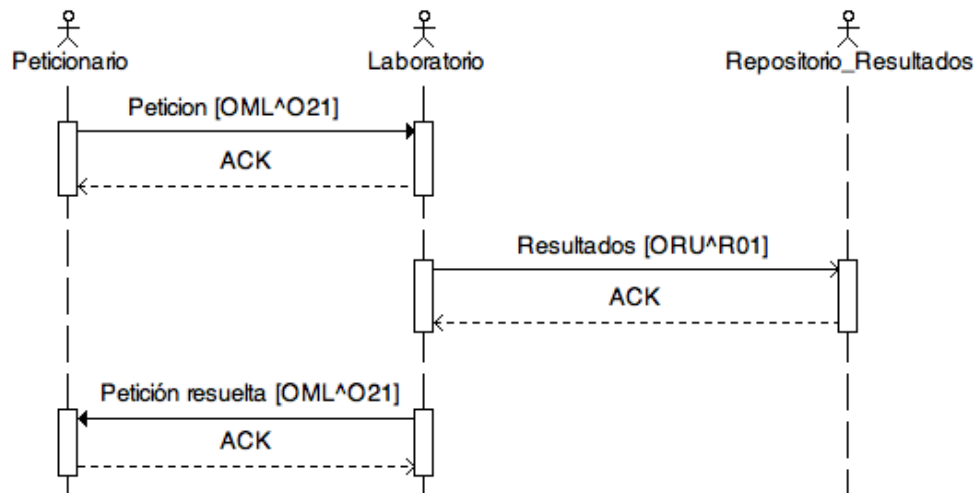 Peticionario
Laboratorio
Repositorio_Resultados
Peticion [OML^O21]
ACK
Resultados [ORU^R01]
ACK
Petición resuelta [OML^O21]
ACK